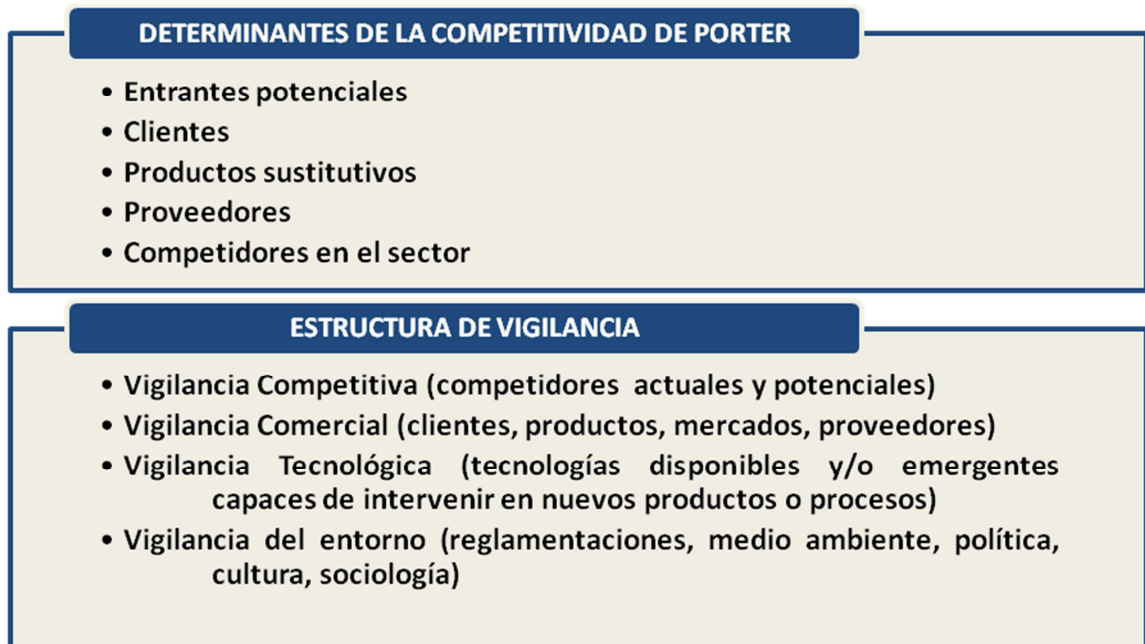 DETERMINANTES DE LA COMPETITIVIDAD DE PORTER
• Entrantes potenciales
• Clientes
• Productos sustitutivos
• Proveedores
• Competidores en el sector
ESTRUCTURA DE VIGILANCIA
• Vigilancia Competitiva (competidores actuales y potenciales)
• Vigilancia Comercial (clientes, productos, mercados, proveedores)
• Vigilancia Tecnológica (tecnologías disponibles y/o emergentes
capaces de intervenir en nuevos productos o procesos)
• Vigilancia del entorno (reglamentaciones, medio ambiente, política,
cultura, sociología)